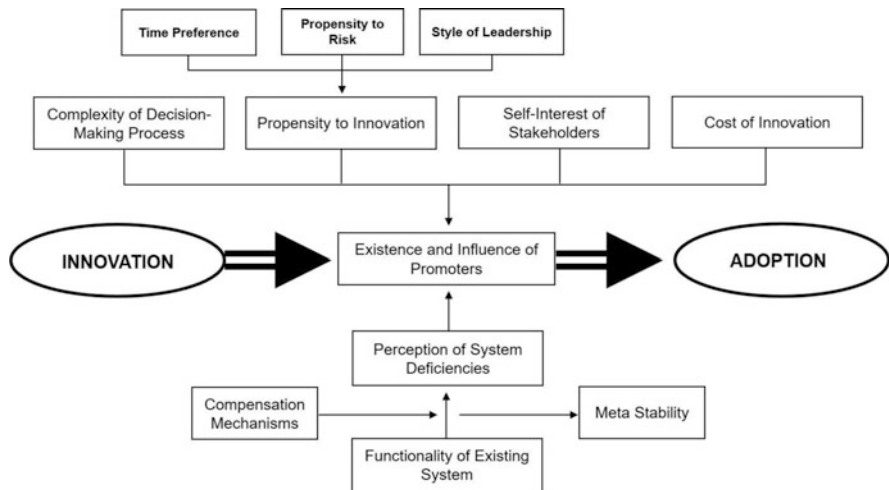 Time Preference
Propensity to
Risk
Style of Leadership
Complexity of Decision-
Making Process
Propensity to Innovation
Self-Interest of
Stakeholders
Cost of Innovation
INNOVATION
Existence and Influence of
Promoters
ADOPTION
Perception of System
Deficiencies
Compensation
Mechanisms
Meta Stability
Functionality of Existing
System